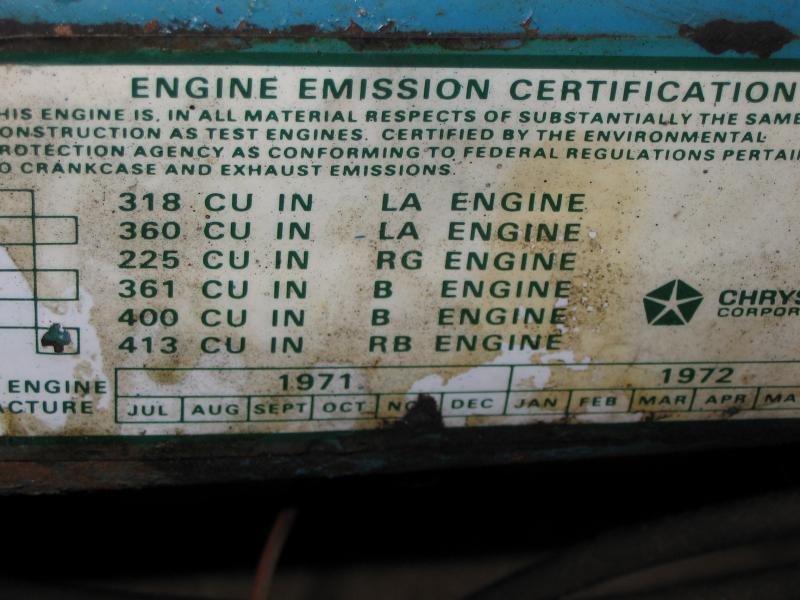 ENGINE EMISSION CERTIFICATION
HIS ENGINE IS, IN ALL MATERIAL RESPECTS OF SUBSTANTIALLY THE SAME
ONSTRUCTION AS TEST ENGINES. CERTIFIED BY THE ENVIRONMENTAL
ROTECTION AGENCY AS CONFORMING TO FEDERAL REGULATIONS PERTAI
O CRANKCASE AND EXHAUST EMISSIONS.
318 CU IN LA ENGINE
360 CU IN LA ENGINE
225 CU IN RG ENGINE
361 CU IN B ENGINE
400 CU IN B ENGINE
413 CU IN RB ENGINE
CHRYS
CORPOR
ENGINE
ACTURE
1971 1972
JUL AUG SEPT OCT NO DEC JAN FEB MAR APR MA